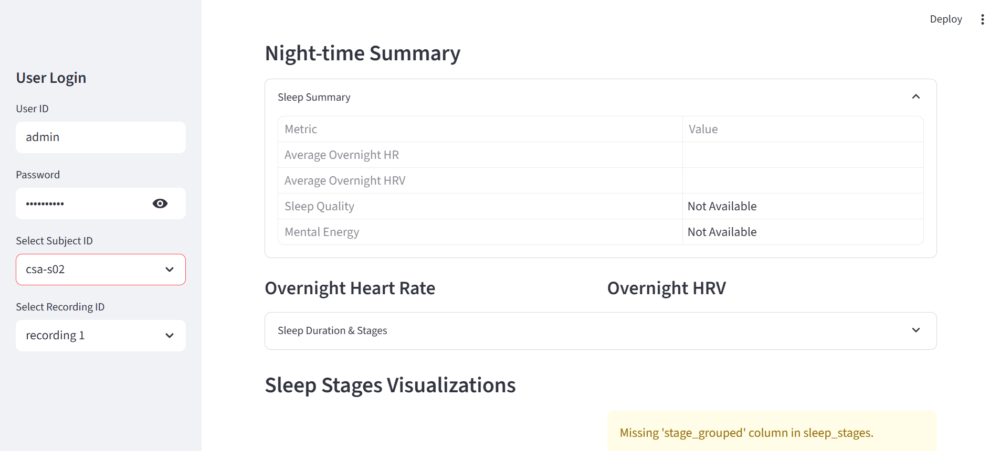 Deploy
User Login
User ID
admin
Password
••••••••••
Select Subject ID
csa-s02
Select Recording ID
recording 1
Night-time Summary
Sleep Summary
Metric Value
Average Overnight HR
Average Overnight HRV
Sleep Quality Not Available
Mental Energy Not Available
Overnight Heart Rate Overnight HRV
Sleep Duration & Stages
Sleep Stages Visualizations
Missing 'stage_grouped' column in sleep_stages.